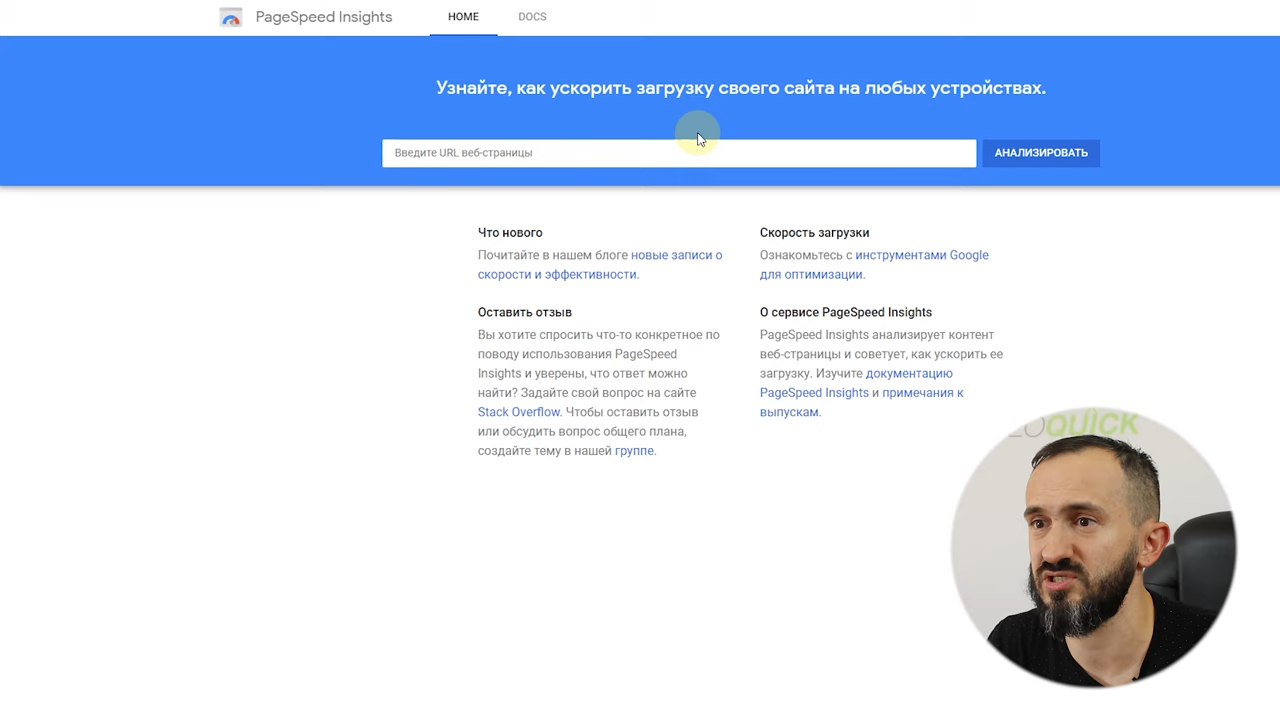 PageSpeed Insights
HOME
DOCS
Узнайте, как ускорить загрузку своего сайта на любых устройствах.
Введите URL веб-страницы
АНАЛИЗИРОВАТЬ
Что нового
Почитайте в нашем блоге новые записи о
скорости и эффективности.
Скорость загрузки
Ознакомьтесь с инструментами Google
для оптимизации.
Оставить отзыв
Вы хотите спросить что-то конкретное по
поводу использования PageSpeed
Insights и уверены, что ответ можно
найти? Задайте свой вопрос на сайте
Stack Overflow. Чтобы оставить отзыв
или обсудить вопрос общего плана,
создайте тему в нашей группе.
О сервисе PageSpeed Insights
PageSpeed Insights анализирует контент
веб-страницы и советует, как ускорить ее
загрузку. Изучите документацию
PageSpeed Insights и примечания к
выпускам.
QUICK